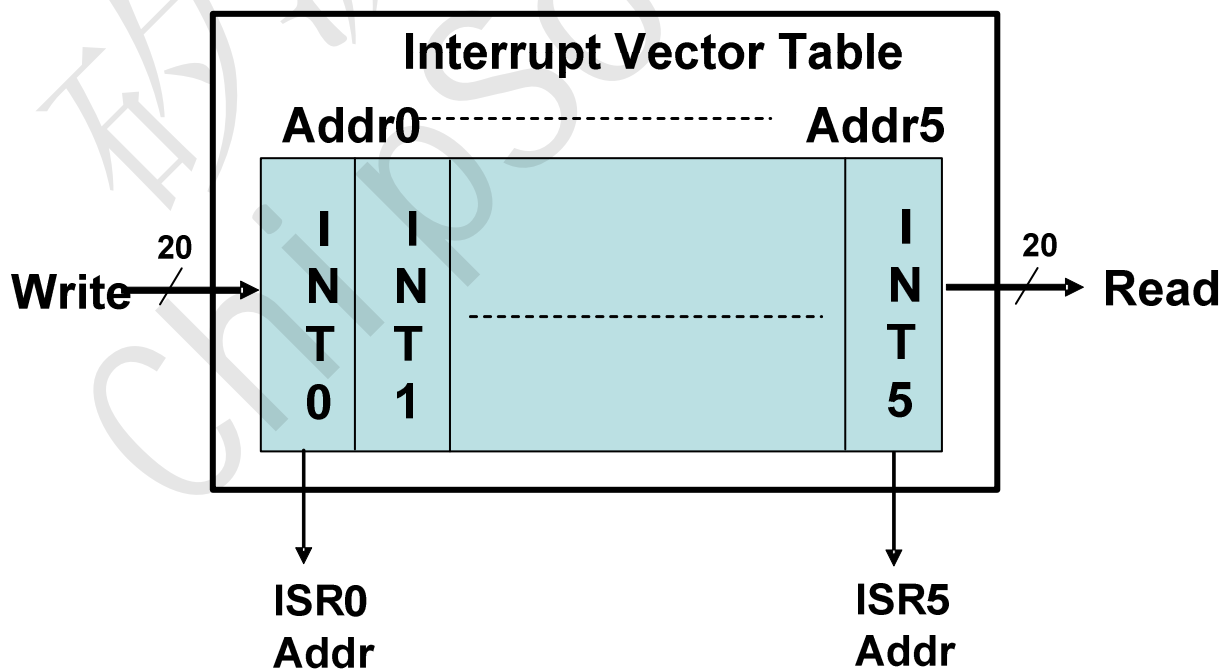 Interrupt Vector Table
Addr0
Addr5
I
N
T
0
I
N
T
1
I
N
T
5
20
Write
20
Read
ISR0
Addr
ISR5
Addr